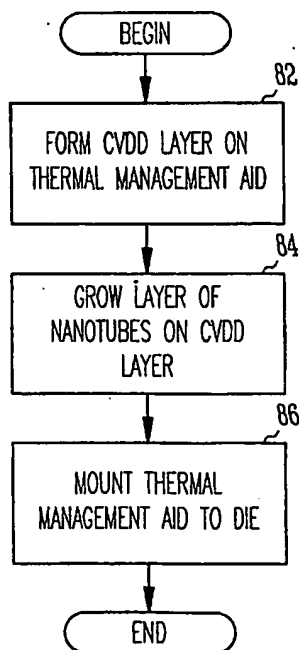 BEGIN
82
FORM CVDD LAYER ON
THERMAL MANAGEMENT AID
84
GROW LAYER OF
NANOTUBES ON CVDD
LAYER
86
MOUNT THERMAL
MANAGEMENT AID TO DIE
END